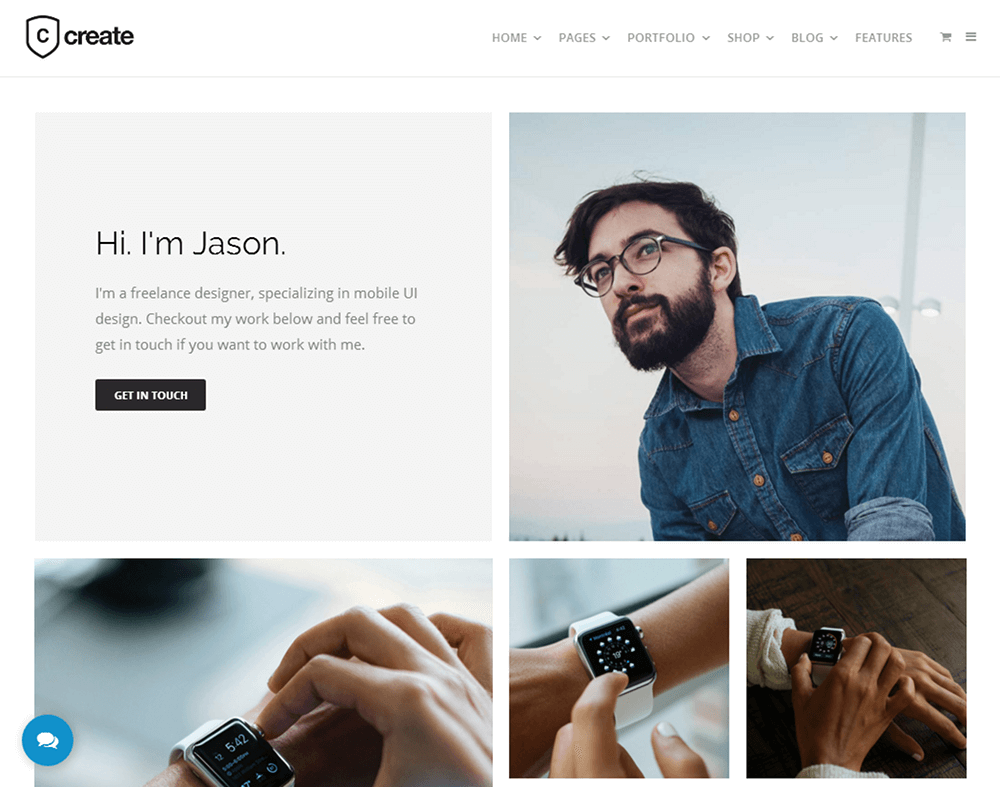 C create
HOME PAGES PORTFOLIO SHOP BLOG FEATURES
Hi. I'm Jason.
I'm a freelance designer, specializing in mobile UI
design. Checkout my work below and feel free to
get in touch if you want to work with me.
GET IN TOUCH
5:42